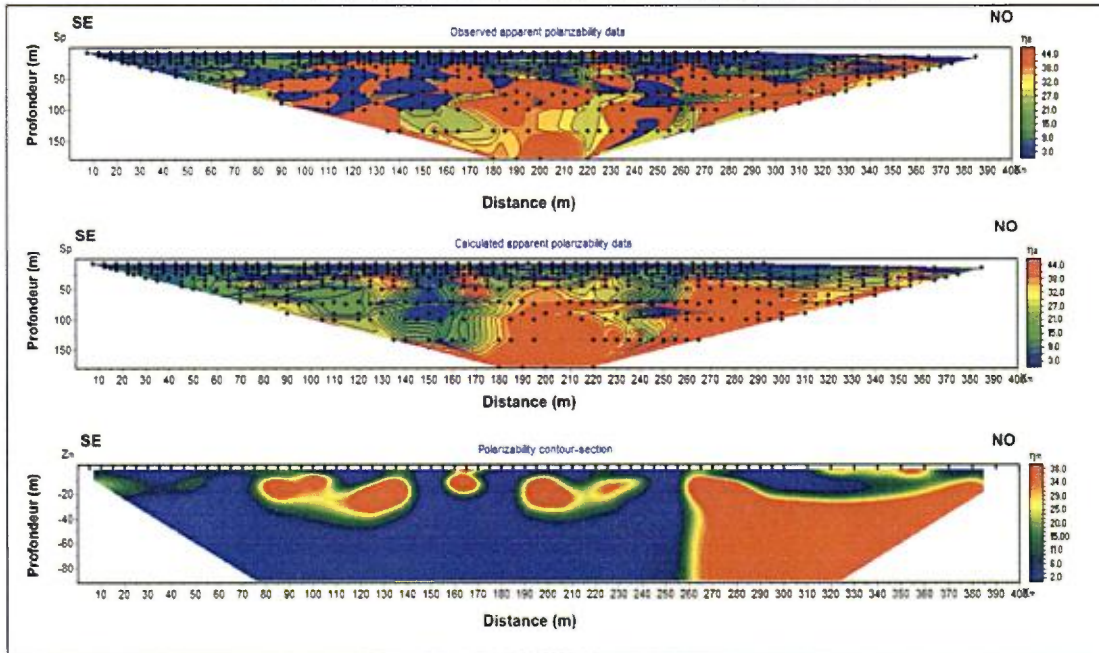 SE NO
Observed apparent polarizability data
Sp
Profondeur (m)
50
100
150
44.0
38.0
32.0
27.0
21.0
15.0
9.0
3.0
10 20 30 40 50 60 70 80 90 100 110 120 130 140 150 160 170 180 190 200 210 220 230 240 250 260 270 280 290 300 310 320 330 340 350 360 370 380 390
Distance (m)
SE NO
Calculated apparent polarizability data
Sp
Profondeur (m)
50
100
150
44.0
38.0
32.0
27.0
21.0
15.0
9.0
3.0
10 20 30 40 50 60 70 80 90 100 110 120 130 140 150 160 170 180 190 200 210 220 230 240 250 260 270 280 290 300 310 320 330 340 350 360 370 380 390
Distance (m)
SE NO
Polarizability contour-section
Profondeur (m)
-20
-40
-60
-80
38.0
34.0
29.0
24.0
15.00
11.0
8.0
2.0
10 20 30 40 50 60 70 80 90 100 110 120 130 140 150 160 170 180 190 200 210 220 230 240 250 260 270 280 290 300 310 320 330 340 350 360 370 380 390
Distance (m)